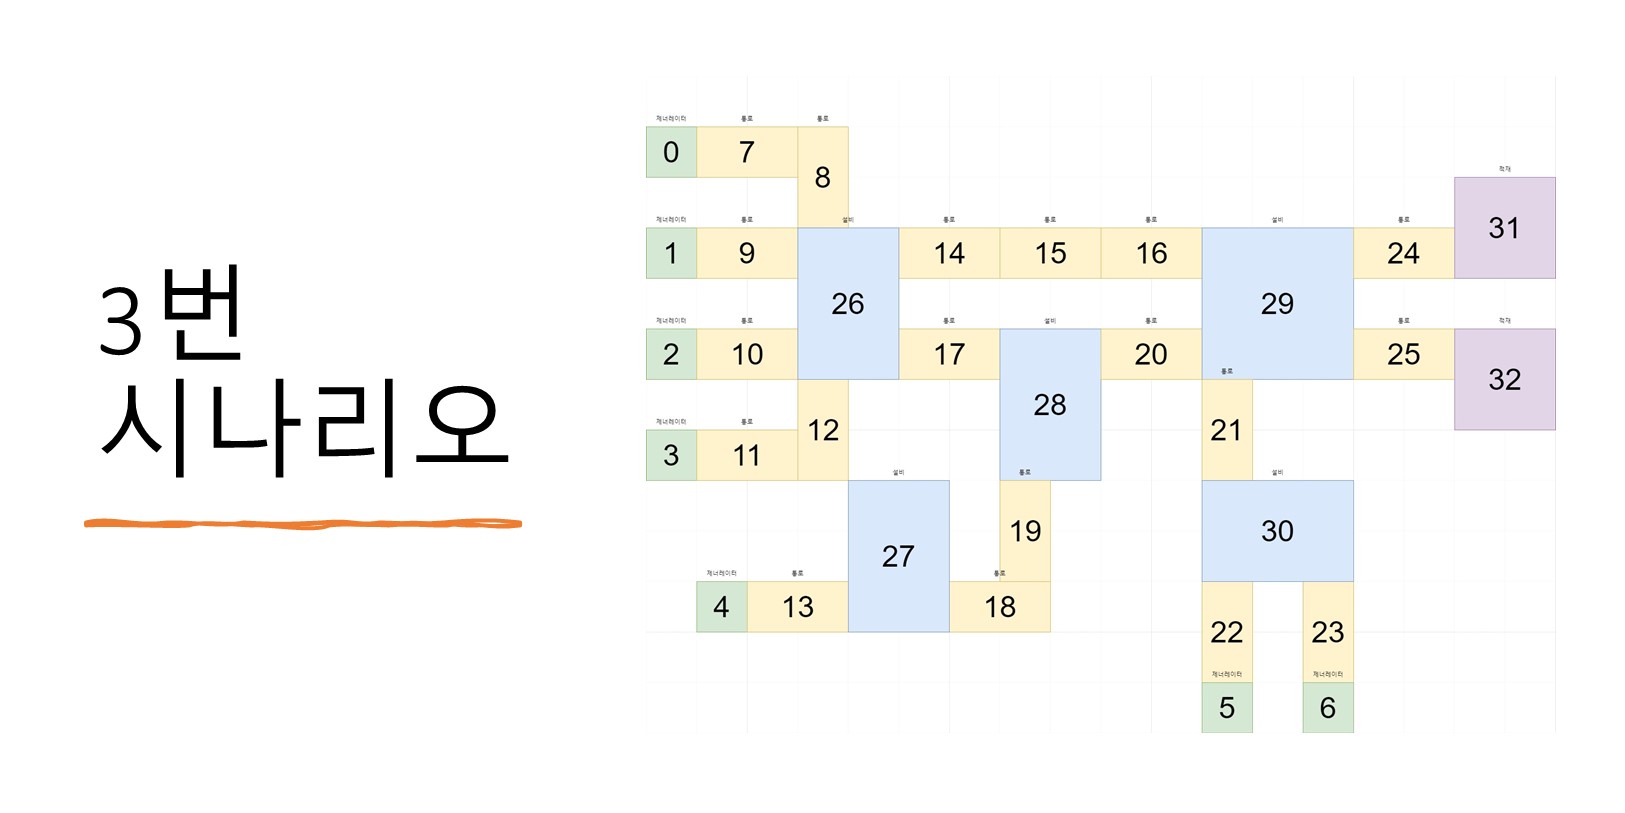 3번
시나리오
제너레이터 통로 통로
0 7 8
적재
31
제너레이터 통로 설비 통로 통로 통로 설비 통로
1 9 14 15 16 24
26 29
제너레이터 통로 통로 설비 통로 통로 적재
2 10 17 20 25 32
통로
28
제너레이터 통로
12 21
3 11
설비 통로 설비
19 30
27
제너레이터 통로 통로
4 13 18
22 23
제너레이터 제너레이터
5 6